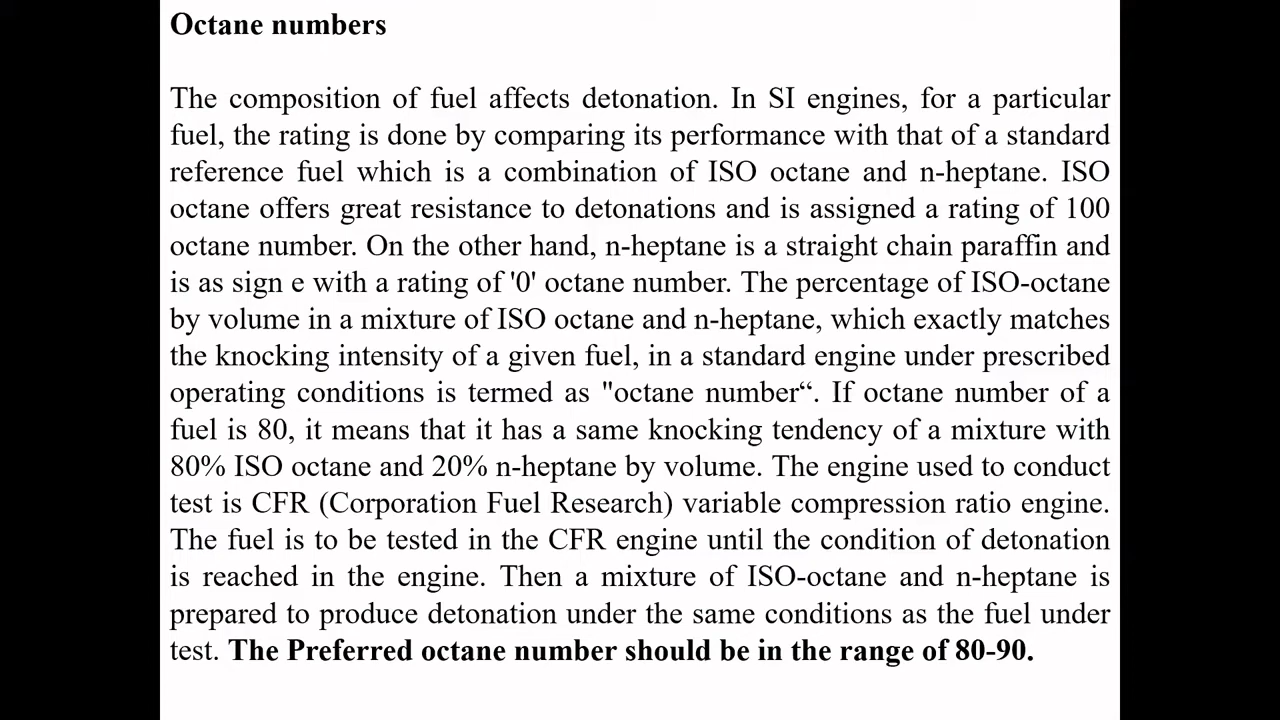 Octane numbers
The composition of fuel affects detonation. In SI engines, for a particular
fuel, the rating is done by comparing its performance with that of a standard
reference fuel which is a combination of ISO octane and n-heptane. ISO
octane offers great resistance to detonations and is assigned a rating of 100
octane number. On the other hand, n-heptane is a straight chain paraffin and
is as sign e with a rating of '0' octane number. The percentage of ISO-octane
by volume in a mixture of ISO octane and n-heptane, which exactly matches
the knocking intensity of a given fuel, in a standard engine under prescribed
operating conditions is termed as "octane number“. If octane number of a
fuel is 80, it means that it has a same knocking tendency of a mixture with
80% ISO octane and 20% n-heptane by volume. The engine used to conduct
test is CFR (Corporation Fuel Research) variable compression ratio engine.
The fuel is to be tested in the CFR engine until the condition of detonation
is reached in the engine. Then a mixture of ISO-octane and n-heptane is
prepared to produce detonation under the same conditions as the fuel under
test. The Preferred octane number should be in the range of 80-90.